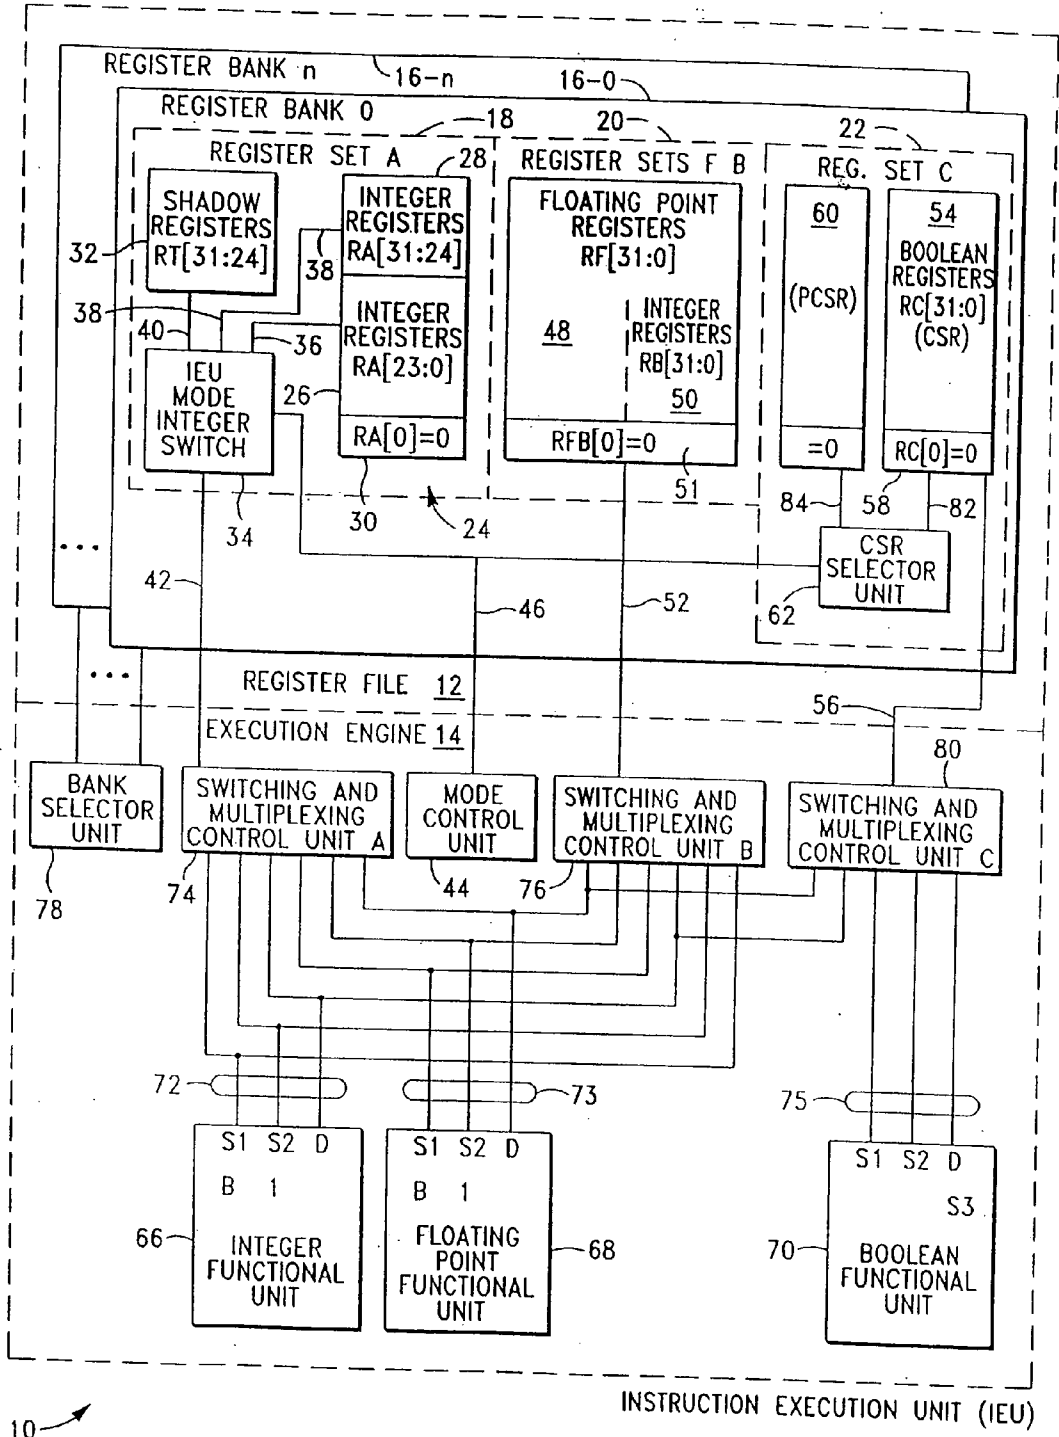 REGISTER BANK n
16-n
16-0
REGISTER BANK 0
18
20
22
REGISTER SET A
28
REGISTER SETS F B
REG. SET C
SHADOW
REGISTERS
RT[31:24]
32
INTEGER
REGISTERS
RA[31:24]
38
FLOATING POINT
REGISTERS
RF[31:0]
60
(PCSR)
=0
54
BOOLEAN
REGISTERS
RC[31:0]
(CSR)
RC[0]=0
38
40
36
INTEGER
REGISTERS
RA[23:0]
26
RA[0]=0
48
INTEGER
REGISTERS
RB[31:0]
50
RFB[0]=0
51
IEU
MODE
INTEGER
SWITCH
34
30
24
84
58
82
CSR
SELECTOR
UNIT
62
...
42
46
52
...
REGISTER FILE 12
56
EXECUTION ENGINE 14
80
BANK
SELECTOR
UNIT
78
SWITCHING AND
MULTIPLEXING
CONTROL UNIT A
74
MODE
CONTROL
UNIT
44
SWITCHING AND
MULTIPLEXING
CONTROL UNIT B
76
SWITCHING AND
MULTIPLEXING
CONTROL UNIT C
72
73
75
S1 S2 D
B 1
INTEGER
FUNCTIONAL
UNIT
66
S1 S2 D
B 1
FLOATING
POINT
FUNCTIONAL
UNIT
68
S1 S2 D
S3
BOOLEAN
FUNCTIONAL
UNIT
70
INSTRUCTION EXECUTION UNIT (IEU)
10